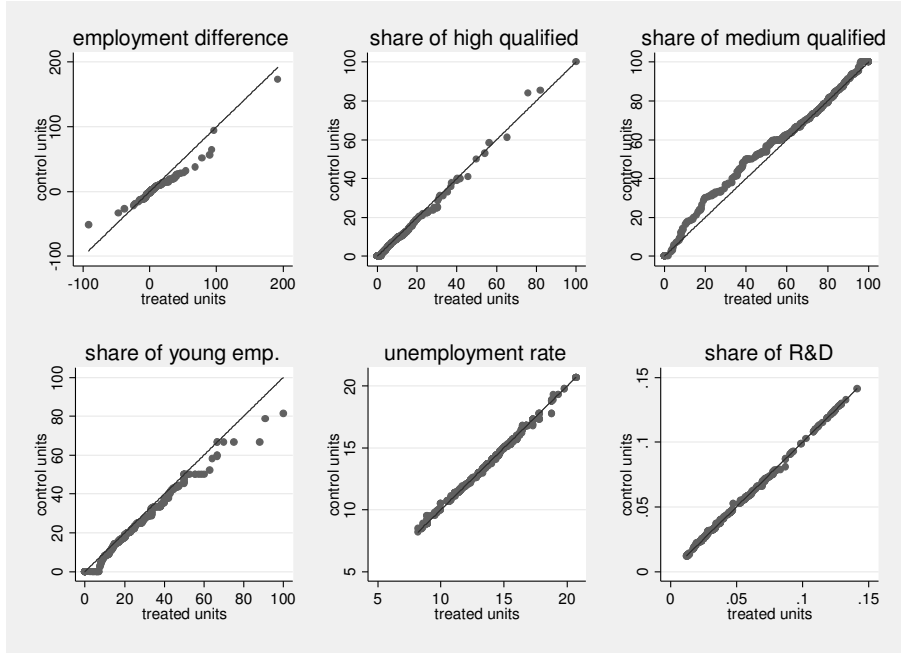 employment difference
control units
-100 0 100 200
-100 0 100 200
treated units
share of high qualified
control units
0 20 40 60 80 100
0 20 40 60 80 100
treated units
share of medium qualified
control units
0 20 40 60 80 100
0 20 40 60 80 100
treated units
share of young emp.
control units
0 20 40 60 80 100
0 20 40 60 80 100
treated units
unemployment rate
control units
5 10 15 20
5 10 15 20
treated units
share of R&D
control units
0 .05 .1 .15
0 .05 .1 .15
treated units